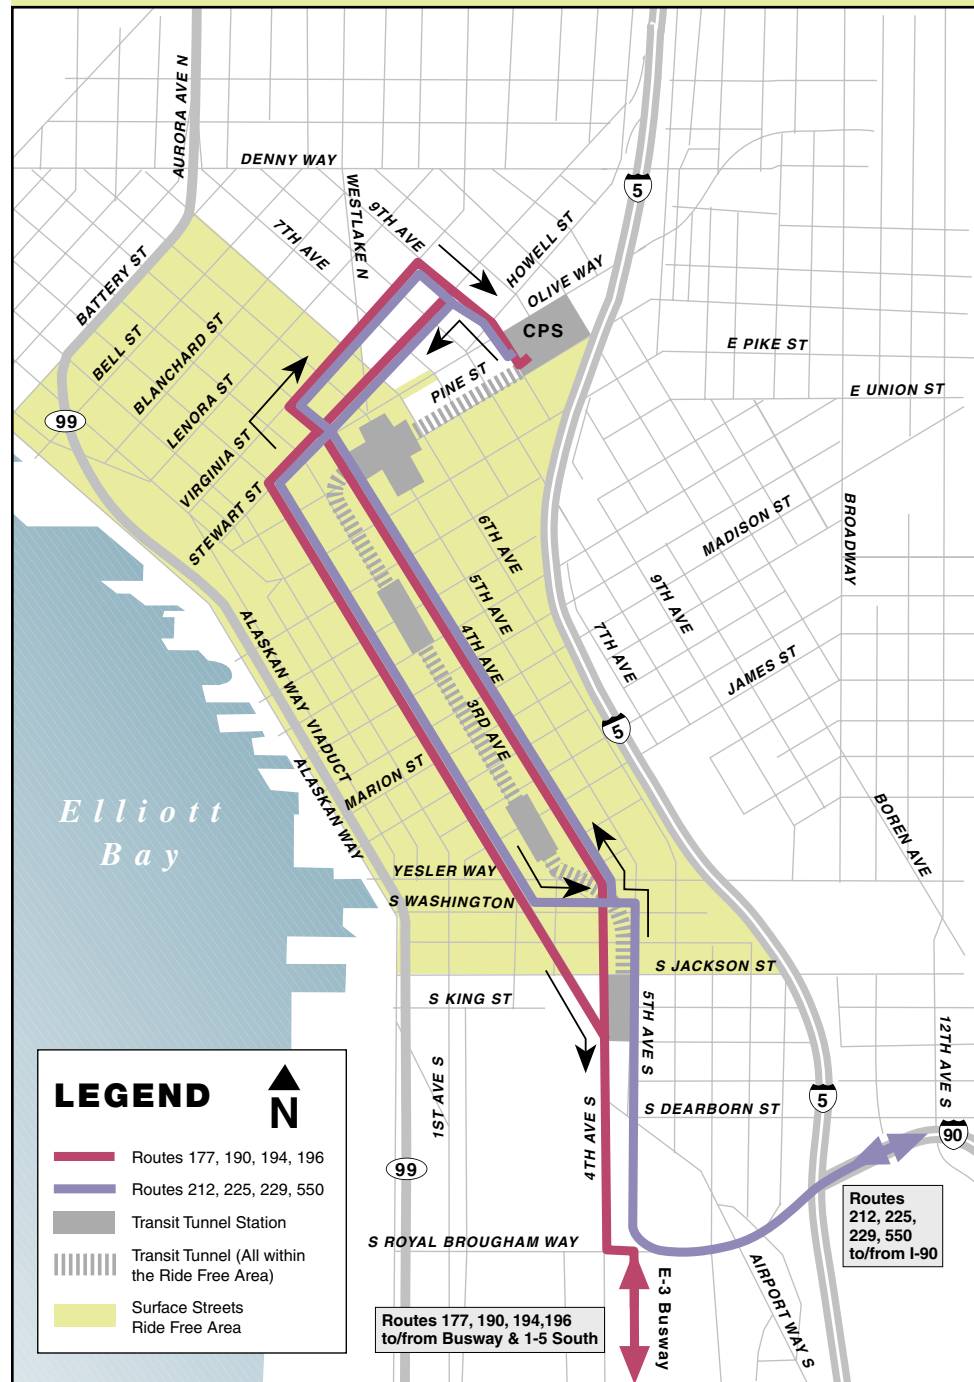 AURORA AVE N
DENNY WAY
WESTLAKE N
9TH AVE
7TH AVE
HOWELL ST
OLIVE WAY
5
BATTERY ST
BELL ST
BLANCHARD ST
LENORA ST
VIRGINIA ST
STEWART ST
CPS
PINE ST
E PIKE ST
E UNION ST
99
MADISON ST
BROADWAY
6TH AVE
5TH AVE
4TH AVE
3RD AVE
9TH AVE
7TH AVE
JAMES ST
5
ALASKAN WAY VIADUCT
ALASKAN WAY
MARION ST
BOREN AVE
Elliott
Bay
YESLER WAY
S WASHINGTON
S JACKSON ST
S KING ST
5TH AVE S
12TH AVE S
1ST AVE S
4TH AVE S
S DEARBORN ST
5
90
99
S ROYAL BROUGHAM WAY
AIRPORT WAY S
E-3 Busway
Routes
212, 225,
229, 550
to/from I-90
Routes 177, 190, 194,196
to/from Busway & 1-5 South
LEGEND
N
Routes 177, 190, 194, 196
Routes 212, 225, 229, 550
Transit Tunnel Station
Transit Tunnel (All within
the Ride Free Area)
Surface Streets
Ride Free Area